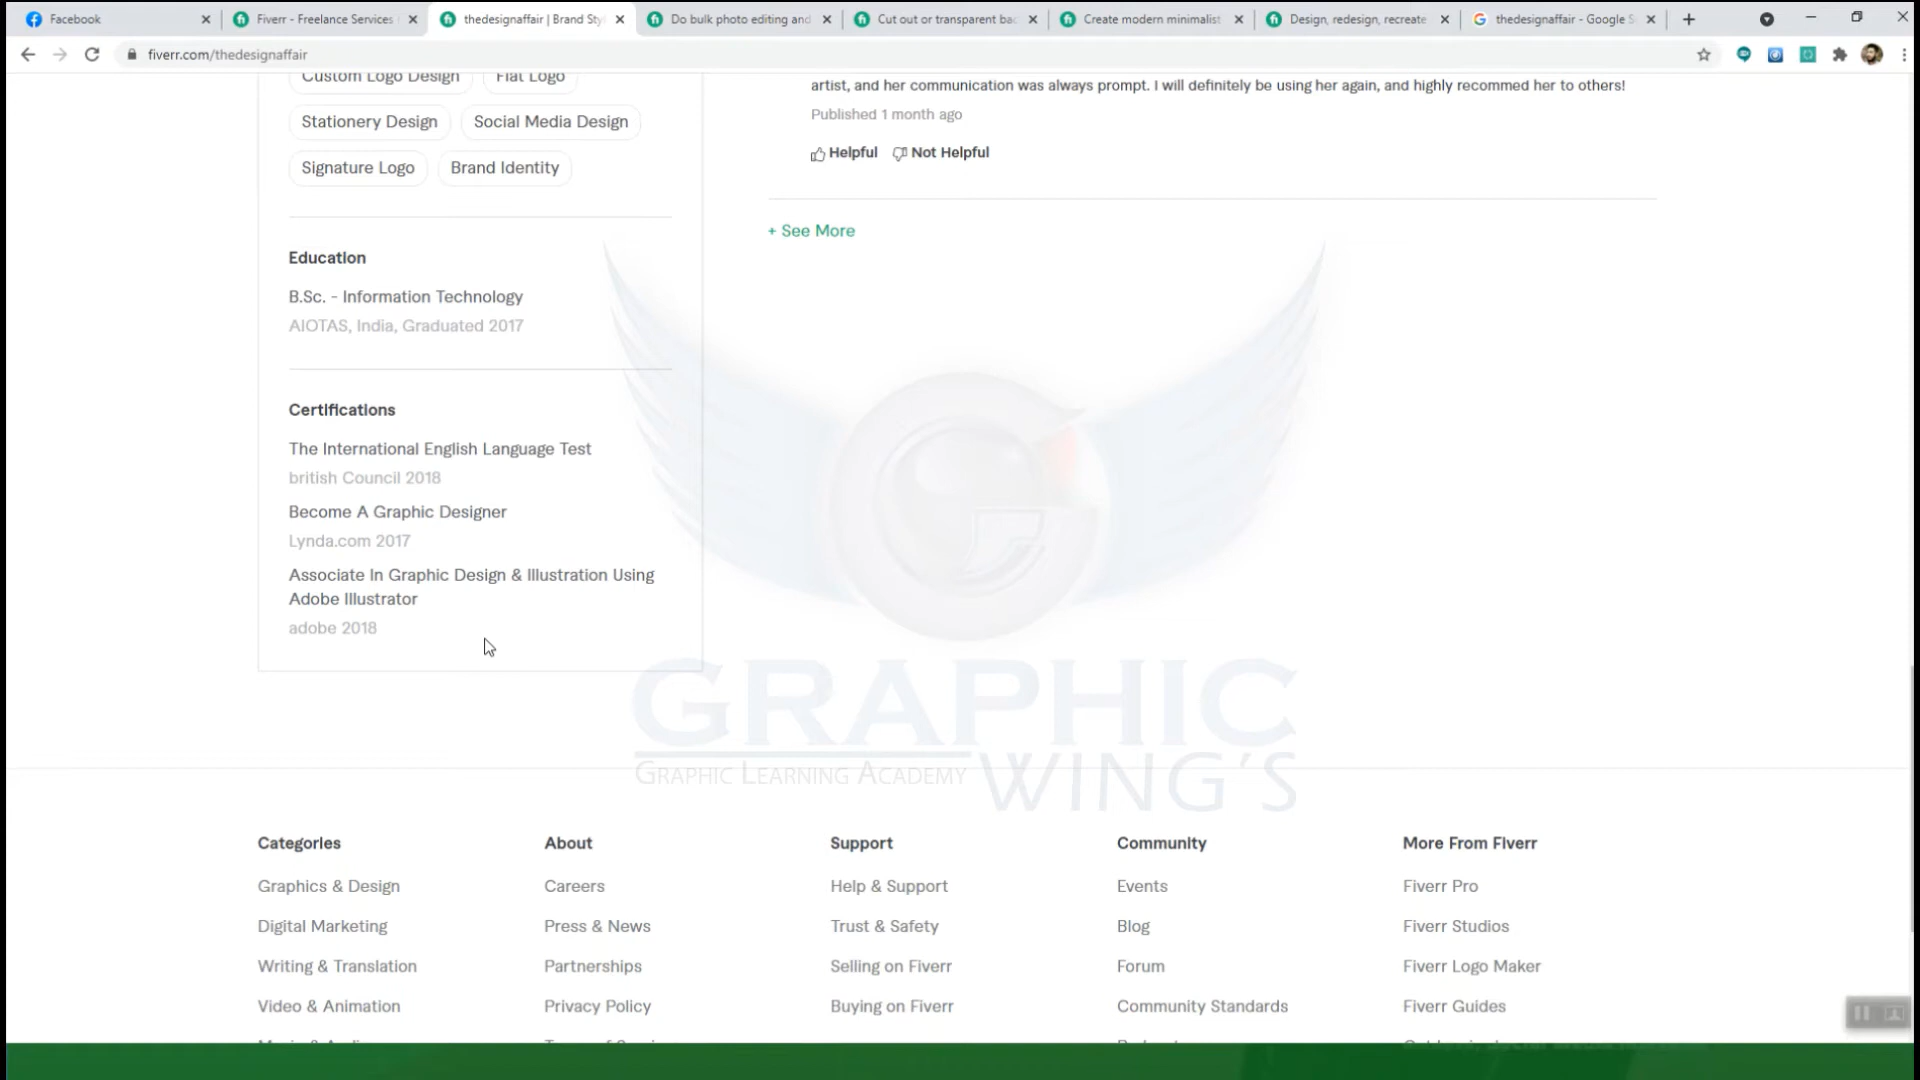 Facebook
Fiverr - Freelance Services
thedesignaffair | Brand Sty
Do bulk photo editing and
Cut out or transparent bac
Create modern minimalist
Design, redesign, recreate
thedesignaffair - Google S
fiverr.com/thedesignaffair
Custom Logo Design
Flat Logo
Stationery Design
Social Media Design
Signature Logo
Brand Identity
Education
B.Sc. - Information Technology
AIOTAS, India, Graduated 2017
Certifications
The International English Language Test
british Council 2018
Become A Graphic Designer
Lynda.com 2017
Associate In Graphic Design & Illustration Using
Adobe Illustrator
adobe 2018
artist, and her communication was always prompt. I will definitely be using her again, and highly recommed her to others!
Published 1 month ago
Helpful
Not Helpful
+ See More
GRAPHIC
GRAPHIC LEARNING ACADEMY
WING'S
Categories
Graphics & Design
Digital Marketing
Writing & Translation
Video & Animation
About
Careers
Press & News
Partnerships
Privacy Policy
Support
Help & Support
Trust & Safety
Selling on Fiverr
Buying on Fiverr
Community
Events
Blog
Forum
Community Standards
More From Fiverr
Fiverr Pro
Fiverr Studios
Fiverr Logo Maker
Fiverr Guides